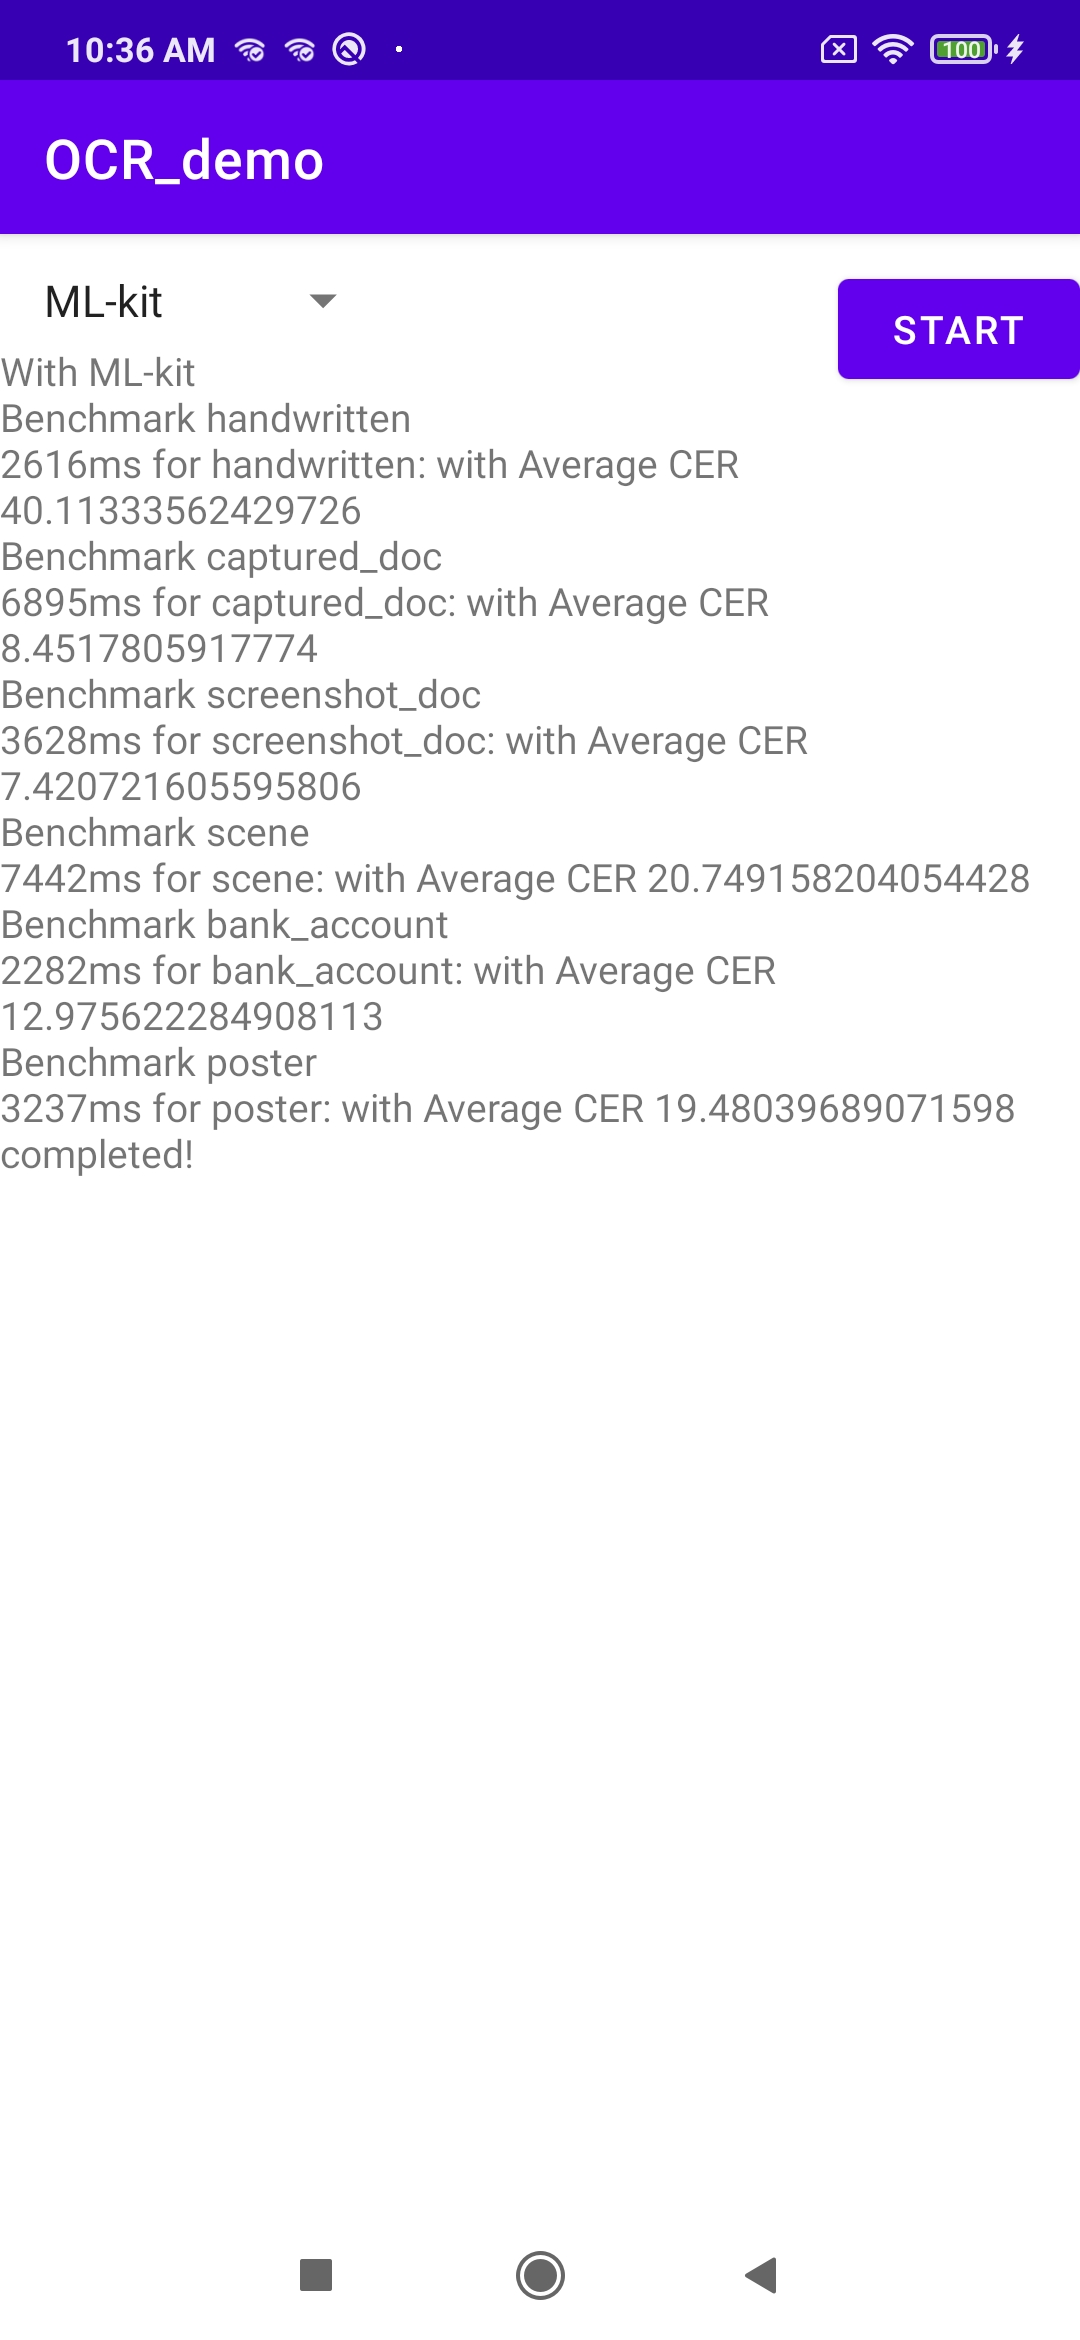 10:36 AM
100
OCR_demo
ML-kit
START
With ML-kit
Benchmark handwritten
2616ms for handwritten: with Average CER
40.11333562429726
Benchmark captured_doc
6895ms for captured_doc: with Average CER
8.4517805917774
Benchmark screenshot_doc
3628ms for screenshot_doc: with Average CER
7.420721605595806
Benchmark scene
7442ms for scene: with Average CER 20.749158204054428
Benchmark bank_account
2282ms for bank_account: with Average CER
12.975622284908113
Benchmark poster
3237ms for poster: with Average CER 19.48039689071598
completed!